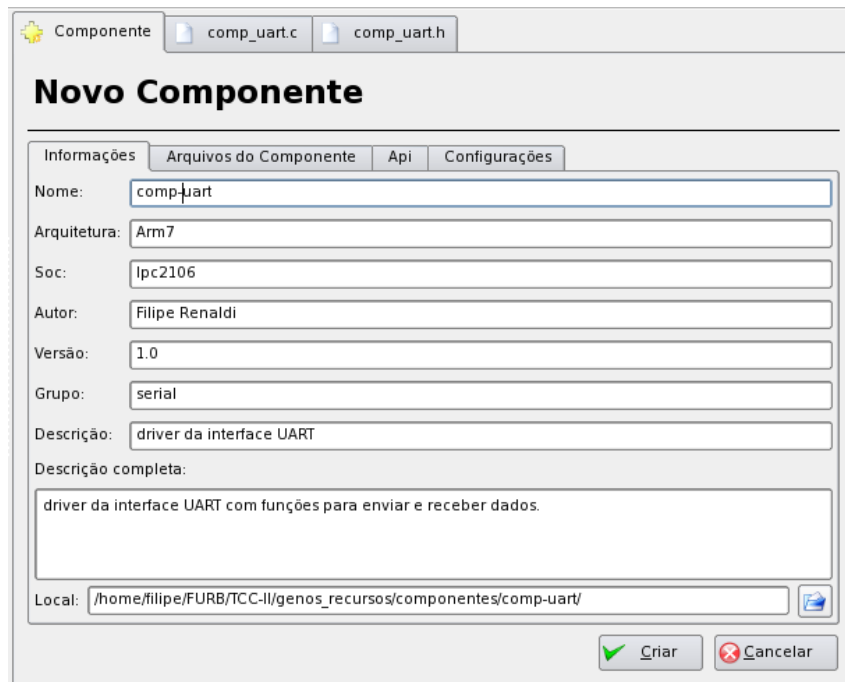 Componente comp_uart.c comp_uart.h
Novo Componente
Informações Arquivos do Componente Api Configurações
Nome: comp-uart
Arquitetura: Arm7
Soc: lpc2106
Autor: Filipe Renaldi
Versão: 1.0
Grupo: serial
Descrição: driver da interface UART
Descrição completa:
driver da interface UART com funções para enviar e receber dados.
Local: /home/filipe/FURB/TCC-II/genos_recursos/componentes/comp-uart/
Criar Cancelar